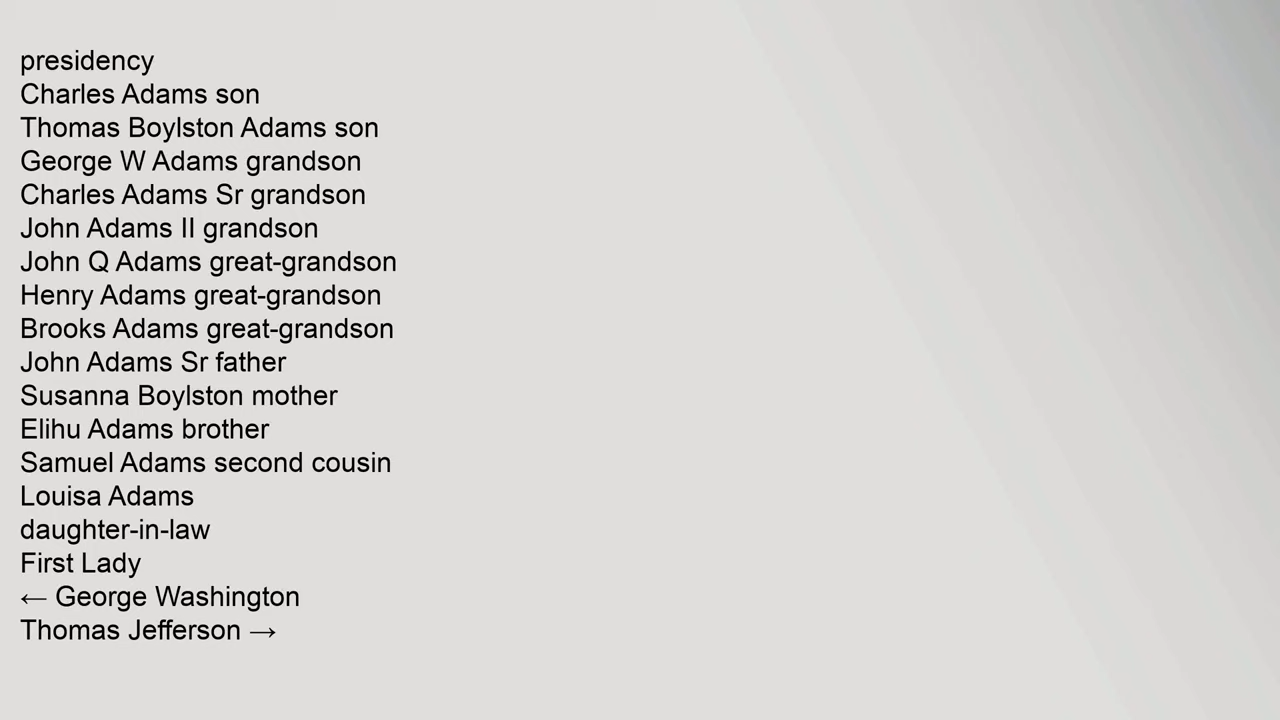 presidency
Charles Adams son
Thomas Boylston Adams son
George W Adams grandson
Charles Adams Sr grandson
John Adams II grandson
John Q Adams great-grandson
Henry Adams great-grandson
Brooks Adams great-grandson
John Adams Sr father
Susanna Boylston mother
Elihu Adams brother
Samuel Adams second cousin
Louisa Adams
daughter-in-law
First Lady
← George Washington
Thomas Jefferson →